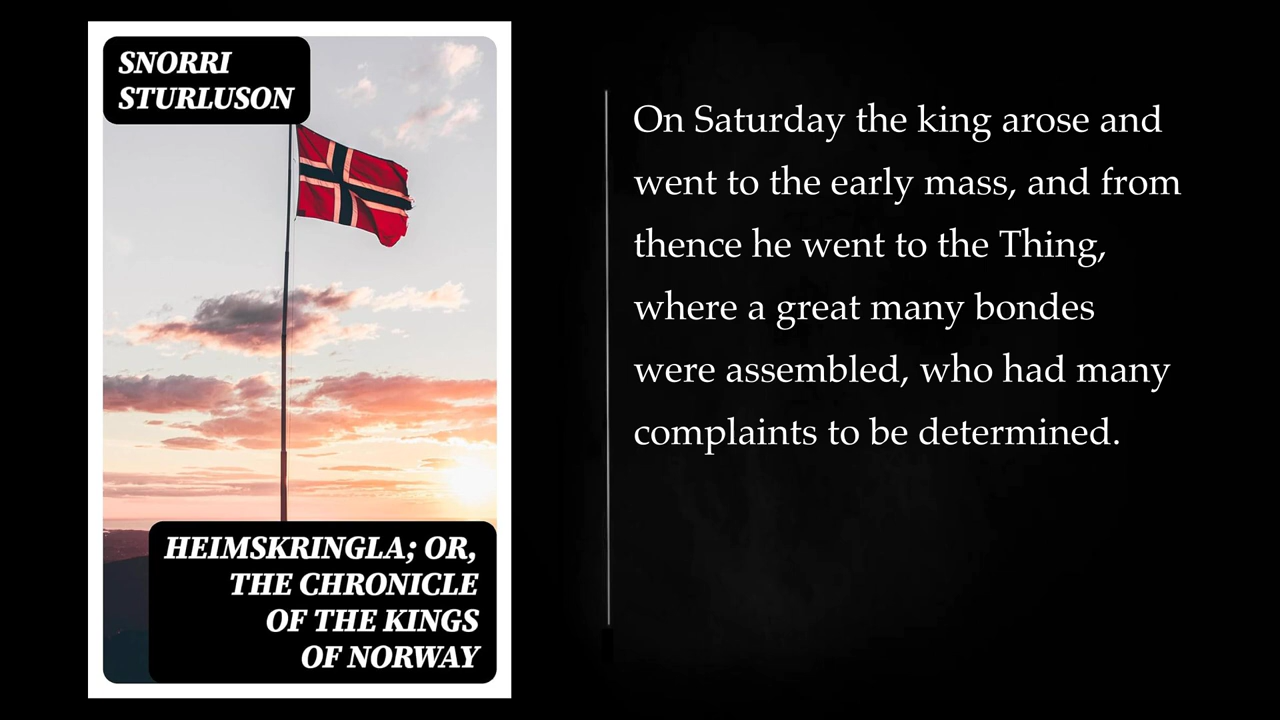 SNORRI
STURLUSON
HEIMSKRINGLA; OR,
THE CHRONICLE
OF THE KINGS
OF NORWAY
On Saturday the king arose and
went to the early mass, and from
thence he went to the Thing,
where a great many bondes
were assembled, who had many
complaints to be determined.